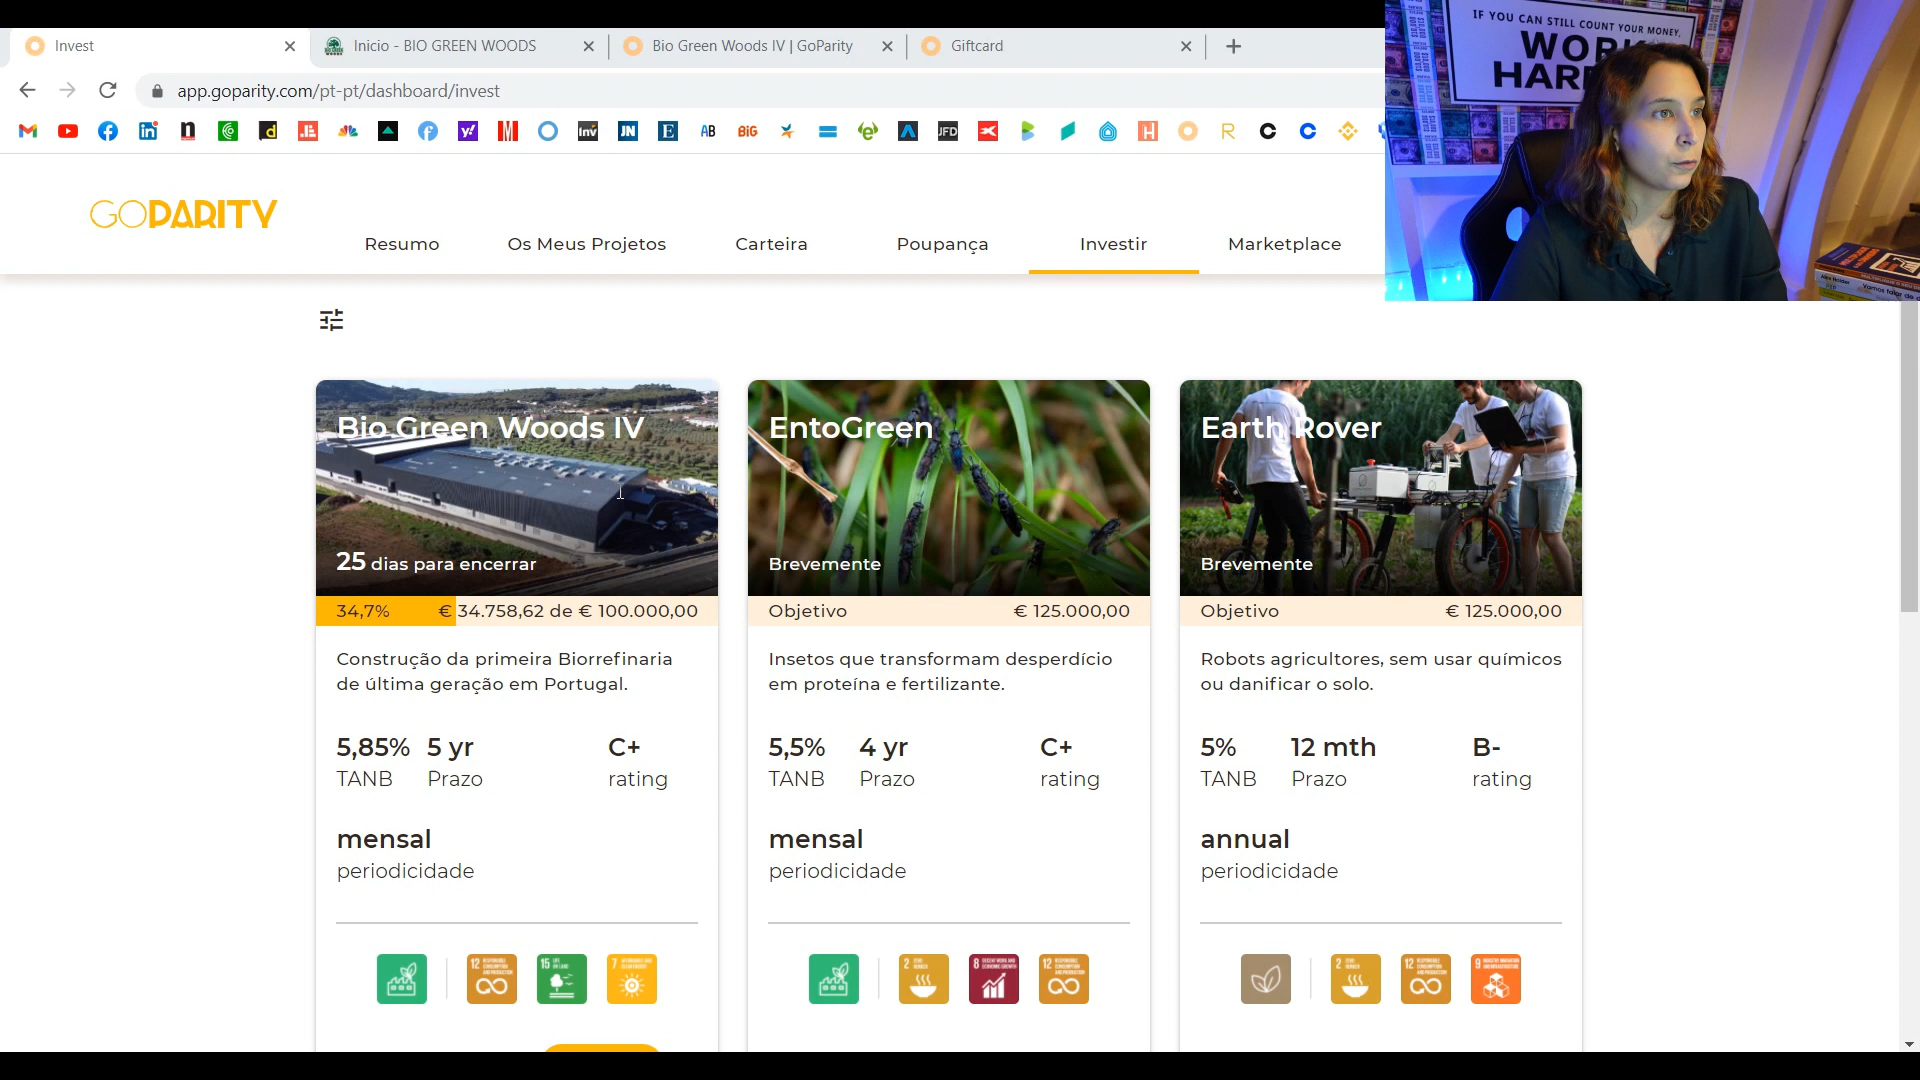 Invest
Inicio - BIO GREEN WOODS
Bio Green Woods IV | GoParity
Giftcard
app.goparity.com/pt-pt/dashboard/invest
IF YOU CAN STILL COUNT YOUR MONEY,
GOPARITY
Resumo
Os Meus Projetos
Carteira
Poupança
Investir
Marketplace
Bio Green Woods IV
25 dias para encerrar
34,7% € 34.758,62 de € 100.000,00
Construção da primeira Biorrefinaria
de última geração em Portugal.
5,85% 5 yr C+
TANB Prazo rating
mensal
periodicidade
EntoGreen
Brevemente
Objetivo € 125.000,00
Insetos que transformam desperdício
em proteína e fertilizante.
5,5% 4 yr C+
TANB Prazo rating
mensal
periodicidade
Earth Rover
Brevemente
Objetivo € 125.000,00
Robots agricultores, sem usar químicos
ou danificar o solo.
5% 12 mth B-
TANB Prazo rating
annual
periodicidade